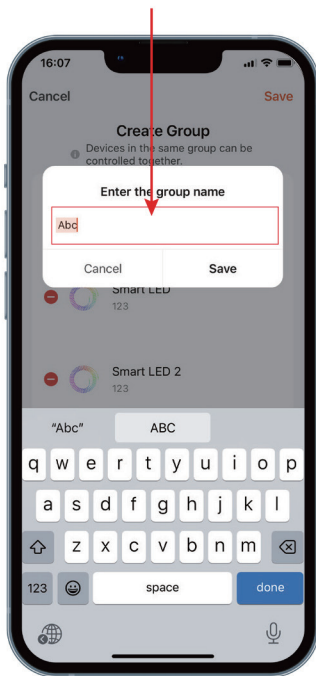 16:07
Cancel Save
Create Group
Devices in the same group can be
controlled together.
Enter the group name
Abc
Cancel Save
Smart LED
123
Smart LED 2
123
"Abc" ABC
q w e r t y u i o p
a s d f g h j k l
z x c v b n m
123 space done